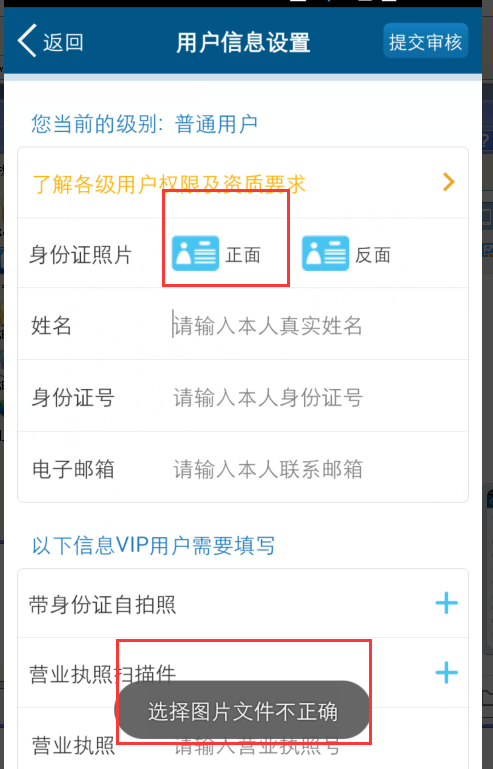 返回 用户信息设置 提交审核
您当前的级别: 普通用户
了解各级用户权限及资质要求
身份证照片 正面 反面
姓名 请输入本人真实姓名
身份证号 请输入本人身份证号
电子邮箱 请输入本人联系邮箱
以下信息VIP用户需要填写
带身份证自拍照
营业执照扫描件
选择图片文件不正确
营业执照 请输入营业执照号